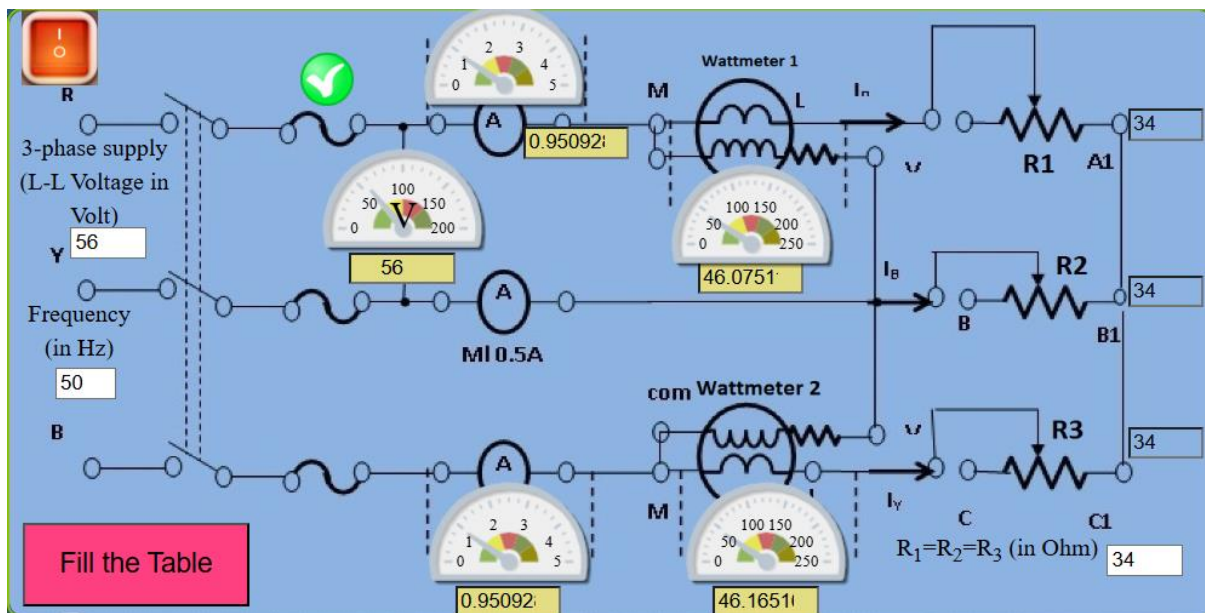 I
O
0 1 2 3 4 5
R
A
0.95092
M
Wattmeter 1
L
34
3-phase supply
(L-L Voltage in
Volt)
R1
A1
0 50 100 150 200
V
0 50 100 150 200 250
56
Y
56
46.0751
I_B
R2
34
Frequency
(in Hz)
A
B
B1
MI 0.5A
50
com
Wattmeter 2
B
R3
34
A
M
I_Y
C
C1
0 1 2 3 4 5
0 50 100 150 200 250
R₁=R₂=R₃ (in Ohm)
34
Fill the Table
0.95092
46.1651